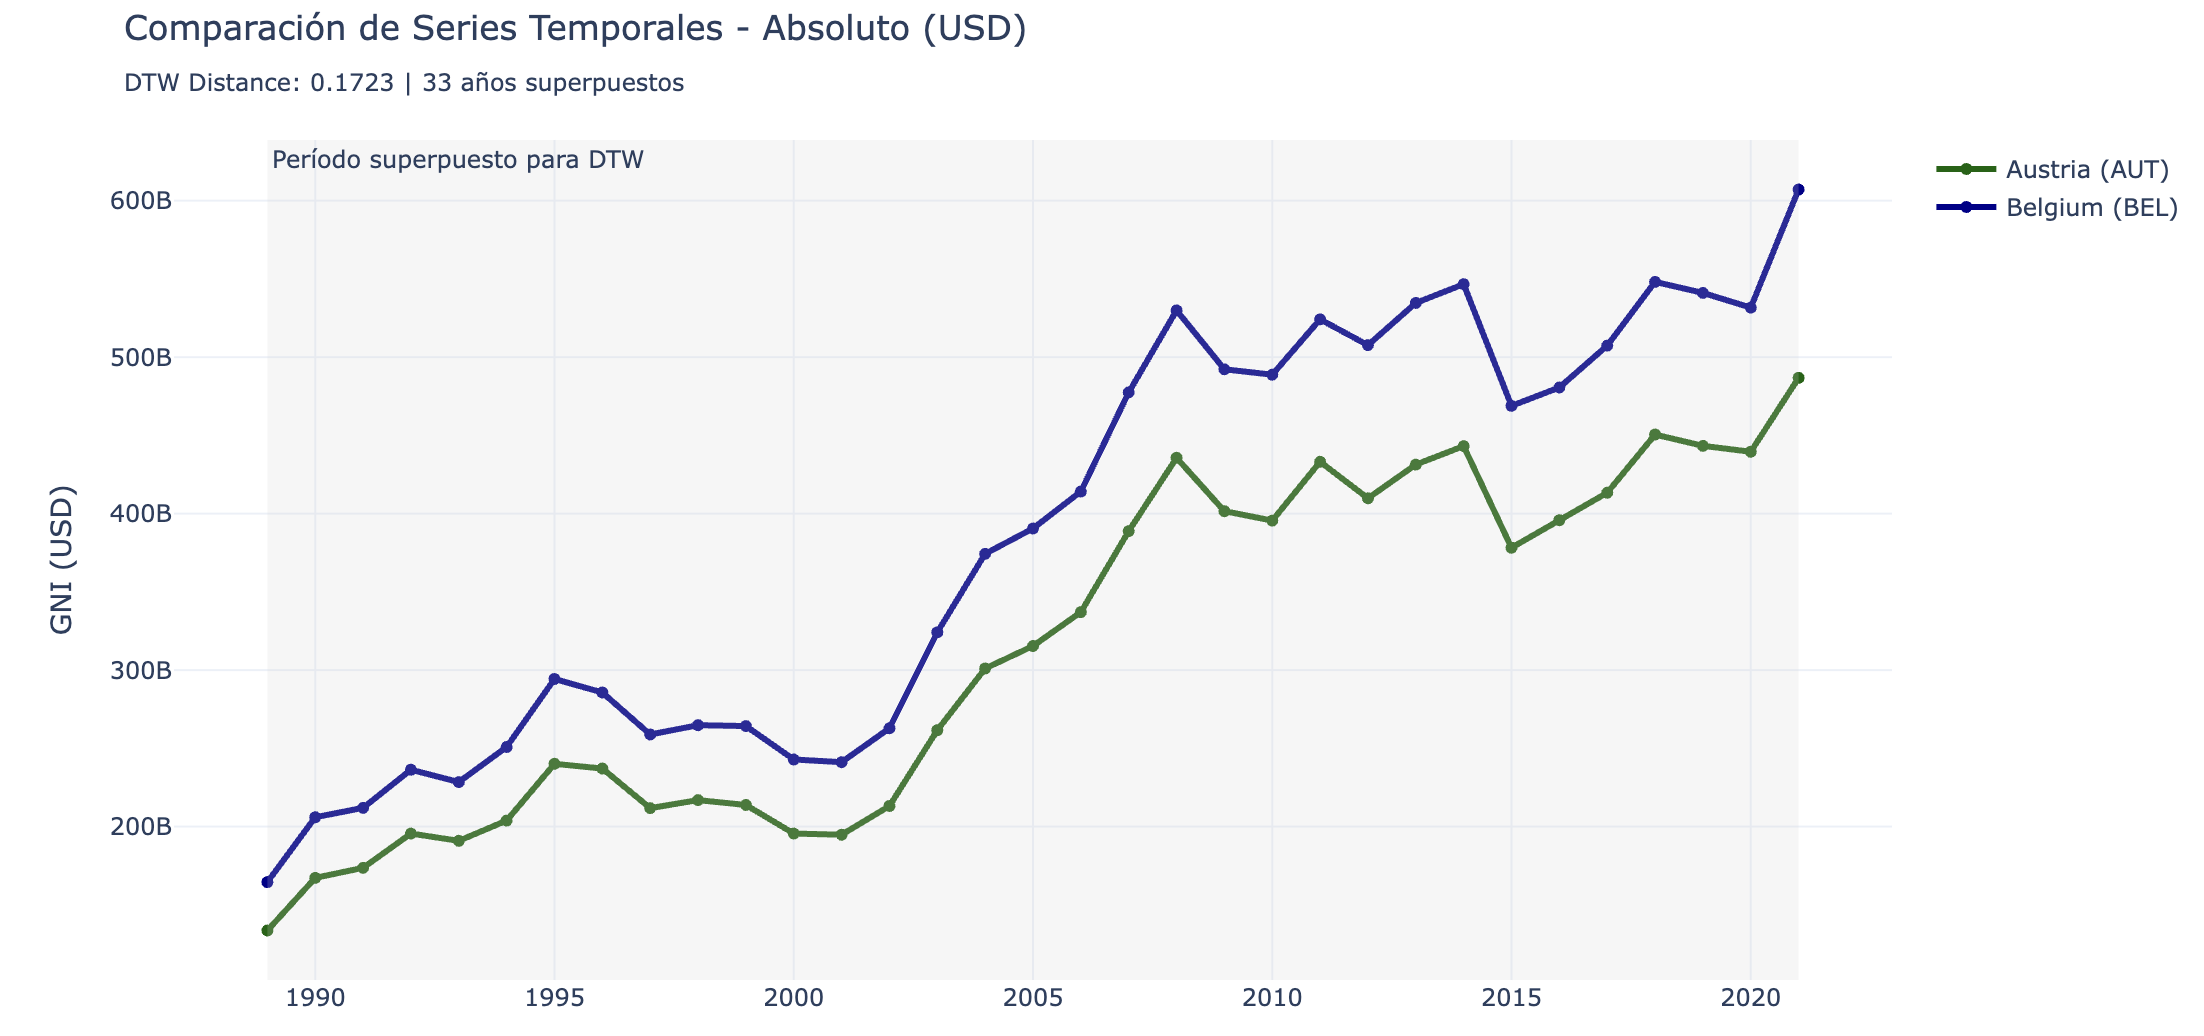 Comparación de Series Temporales - Absoluto (USD)
DTW Distance: 0.1723 | 33 años superpuestos
Período superpuesto para DTW
Austria (AUT)
Belgium (BEL)
600B
500B
400B
300B
200B
GNI (USD)
1990 1995 2000 2005 2010 2015 2020